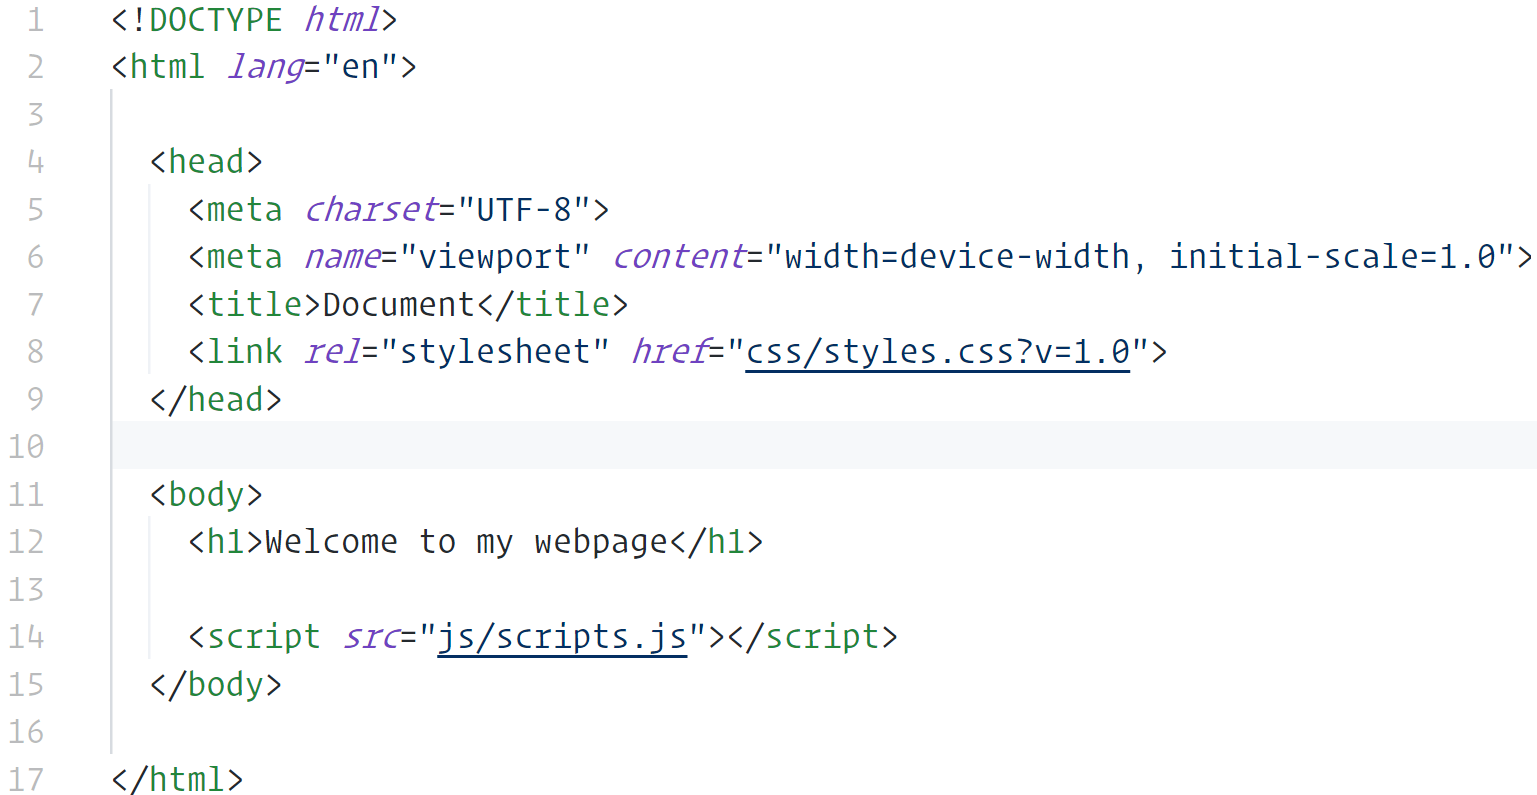 1 <!DOCTYPE html>
2 <html lang="en">
3
4 <head>
5 <meta charset="UTF-8">
6 <meta name="viewport" content="width=device-width, initial-scale=1.0">
7 <title>Document</title>
8 <link rel="stylesheet" href="css/styles.css?v=1.0">
9 </head>
10
11 <body>
12 <h1>Welcome to my webpage</h1>
13
14 <script src="js/scripts.js"></script>
15 </body>
16
17 </html>